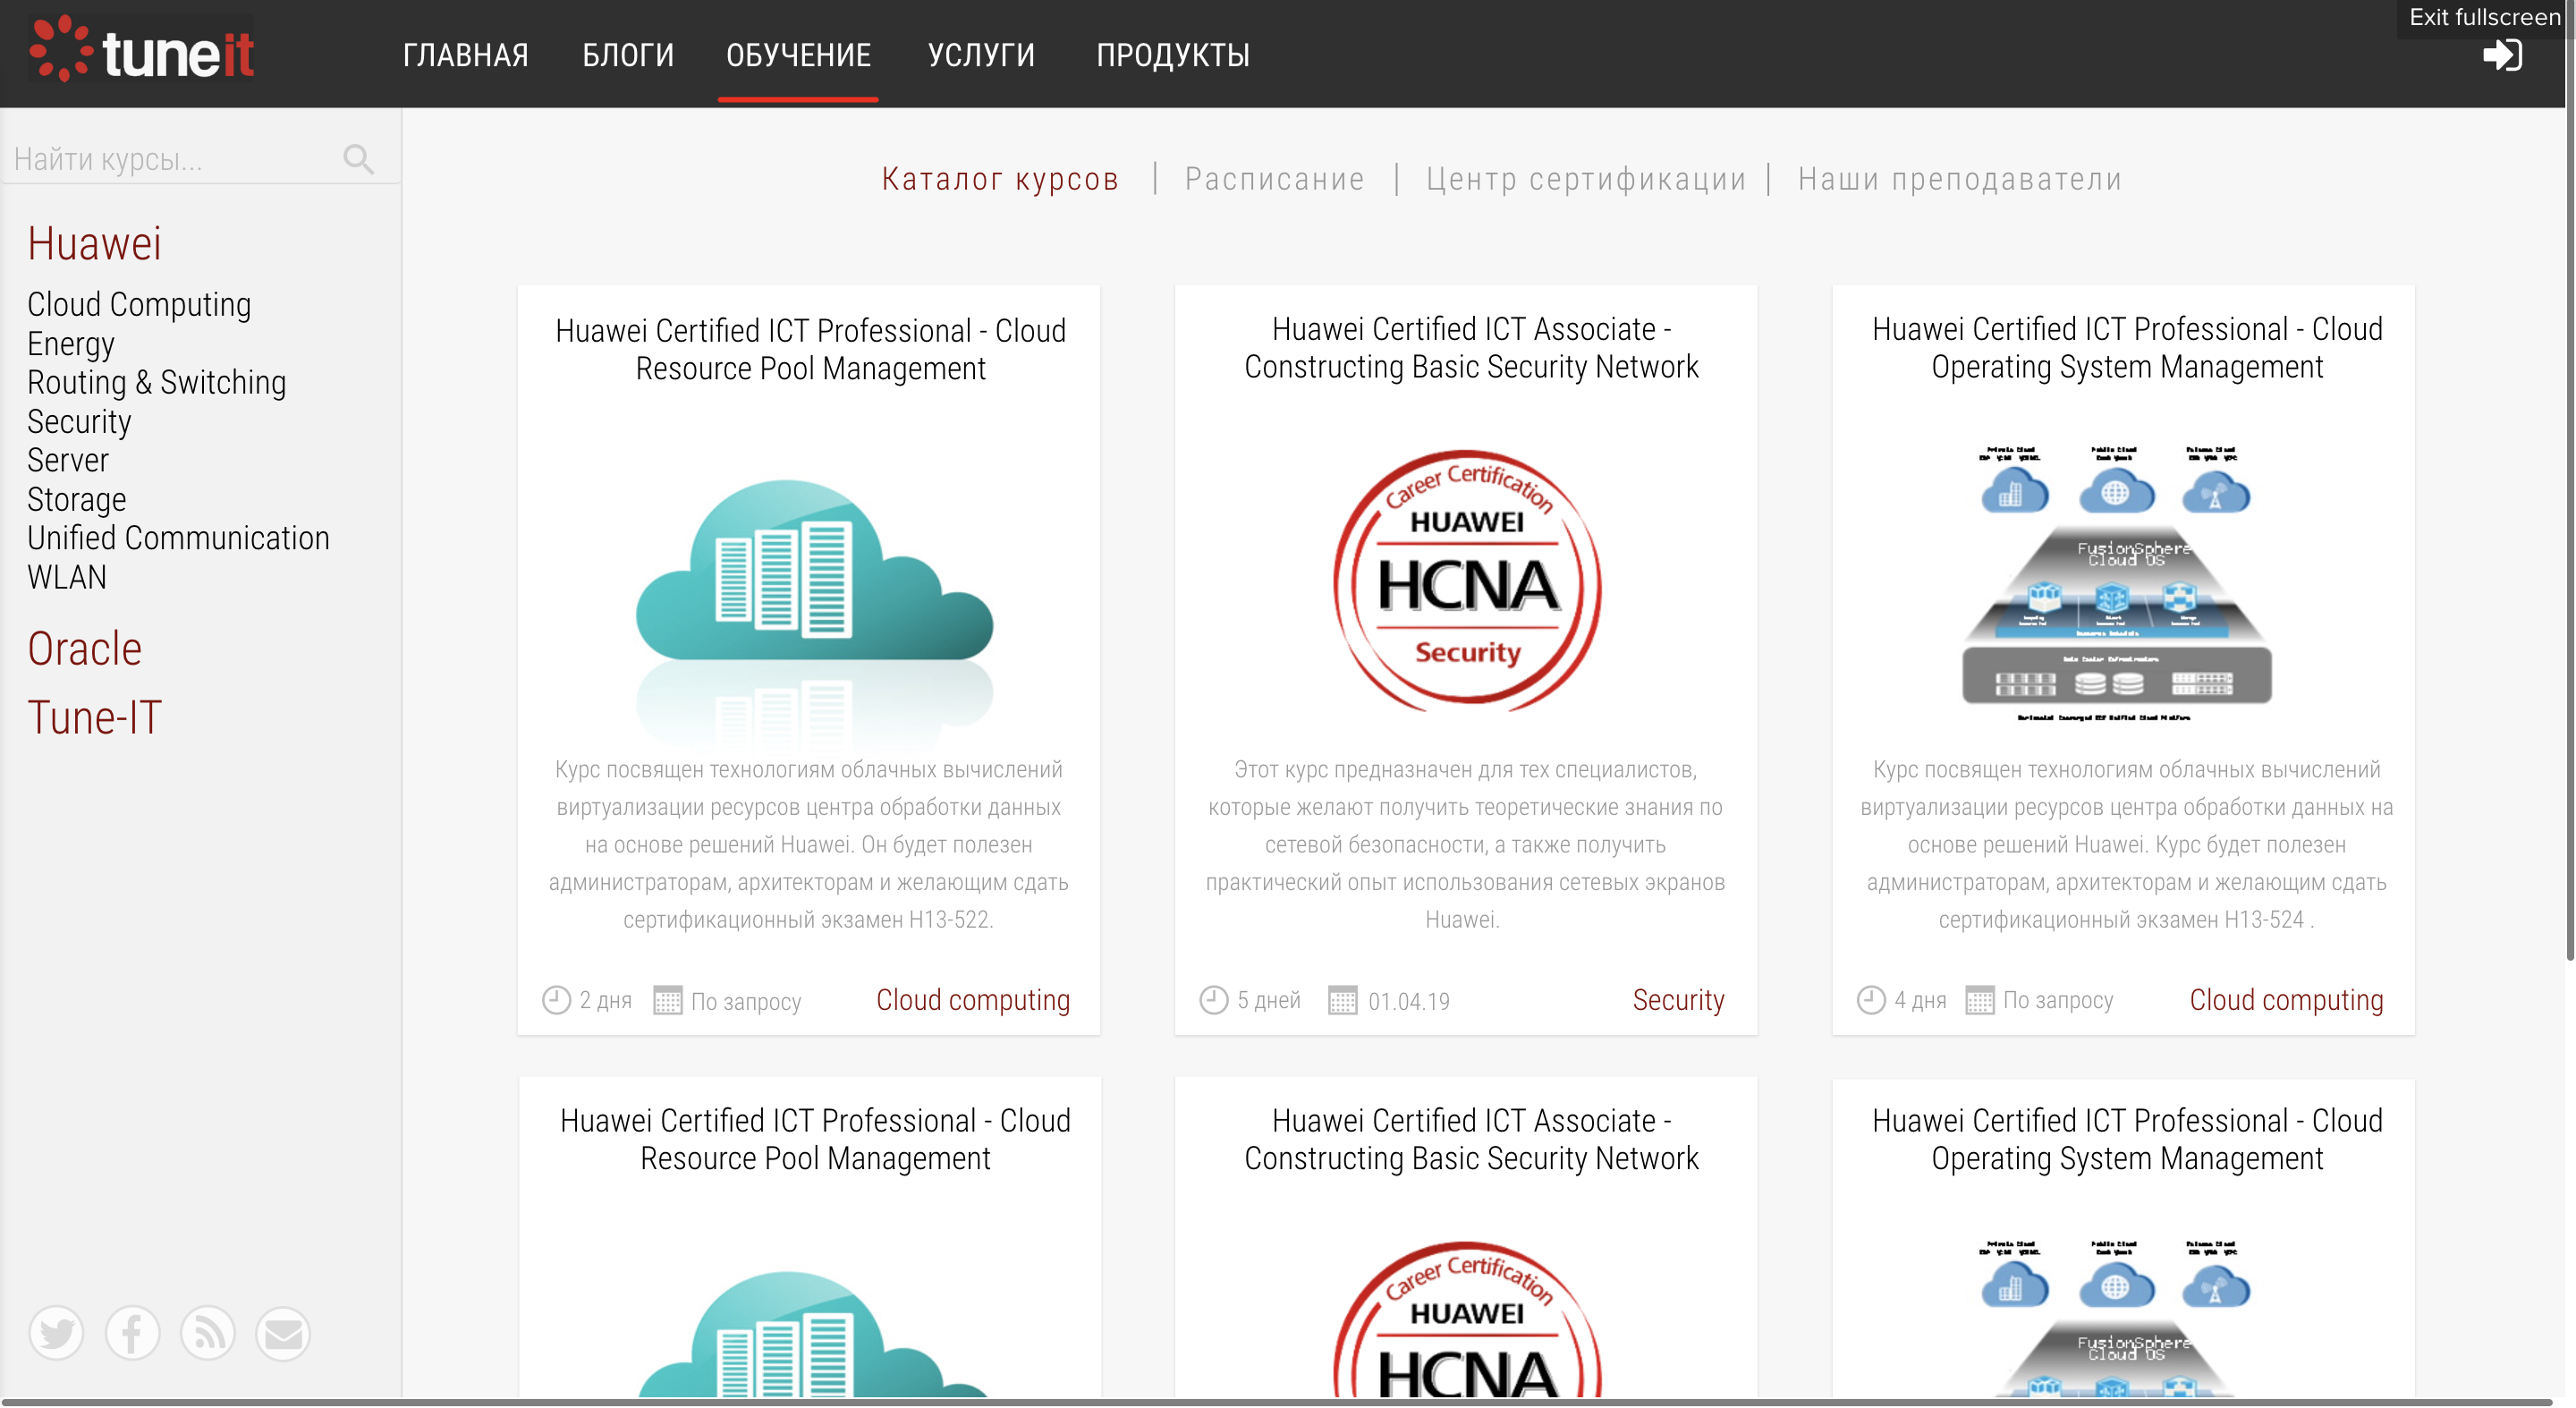 Exit fullscreen
tuneit
ГЛАВНАЯ БЛОГИ ОБУЧЕНИЕ УСЛУГИ ПРОДУКТЫ
Найти курсы...
Huawei
Cloud Computing
Energy
Routing & Switching
Security
Server
Storage
Unified Communication
WLAN
Oracle
Tune-IT
Каталог курсов | Расписание | Центр сертификации | Наши преподаватели
Huawei Certified ICT Professional - Cloud
Resource Pool Management
Курс посвящен технологиям облачных вычислений
виртуализации ресурсов центра обработки данных
на основе решений Huawei. Он будет полезен
администраторам, архитекторам и желающим сдать
сертификационный экзамен H13-522.
2 дня По запросу Cloud computing
Huawei Certified ICT Associate -
Constructing Basic Security Network
Career Certification
HUAWEI
HCNA
Security
Этот курс предназначен для тех специалистов,
которые желают получить теоретические знания по
сетевой безопасности, а также получить
практический опыт использования сетевых экранов
Huawei.
5 дней 01.04.19 Security
Huawei Certified ICT Professional - Cloud
Operating System Management
Private Cloud
Public Cloud
FusionSphere
Cloud OS
Курс посвящен технологиям облачных вычислений
виртуализации ресурсов центра обработки данных на
основе решений Huawei. Курс будет полезен
администраторам, архитекторам и желающим сдать
сертификационный экзамен H13-524 .
4 дня По запросу Cloud computing
Huawei Certified ICT Professional - Cloud
Resource Pool Management
Huawei Certified ICT Associate -
Constructing Basic Security Network
Career Certification
HUAWEI
HCNA
Huawei Certified ICT Professional - Cloud
Operating System Management
Private Cloud
Public Cloud
FusionSphere
Cloud OS